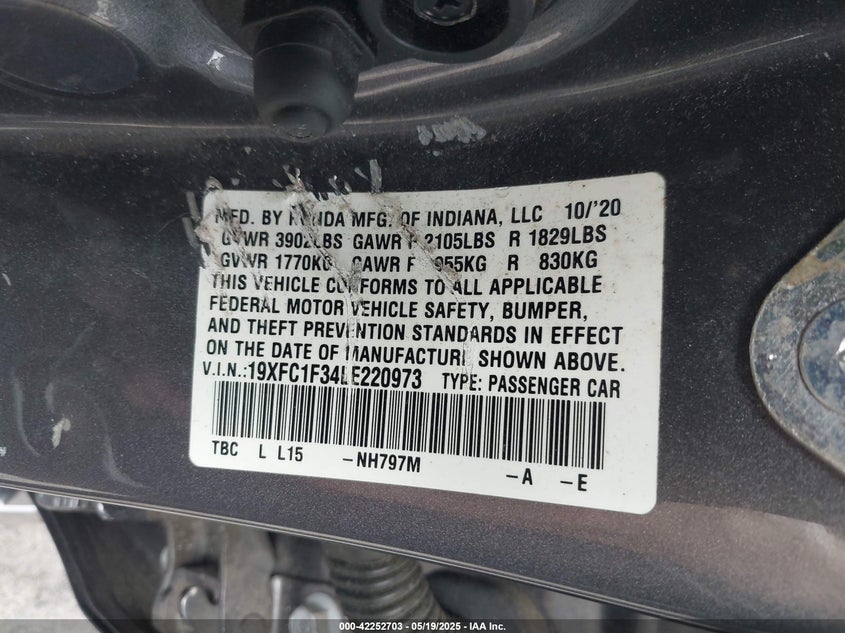 MFD. BY HONDA MFG. OF INDIANA, LLC 10/'20
GVWR 3902LBS GAWR F 2105LBS R 1829LBS
GVWR 1770KG GAWR F 955KG R 830KG
THIS VEHICLE CONFORMS TO ALL APPLICABLE
FEDERAL MOTOR VEHICLE SAFETY, BUMPER,
AND THEFT PREVENTION STANDARDS IN EFFECT
ON THE DATE OF MANUFACTURE SHOWN ABOVE.
V.I.N.:19XFC1F34LE220973 TYPE: PASSENGER CAR
TBC L L15 -NH797M -A -E
000-42252703 - 05/19/2025 - IAA Inc.